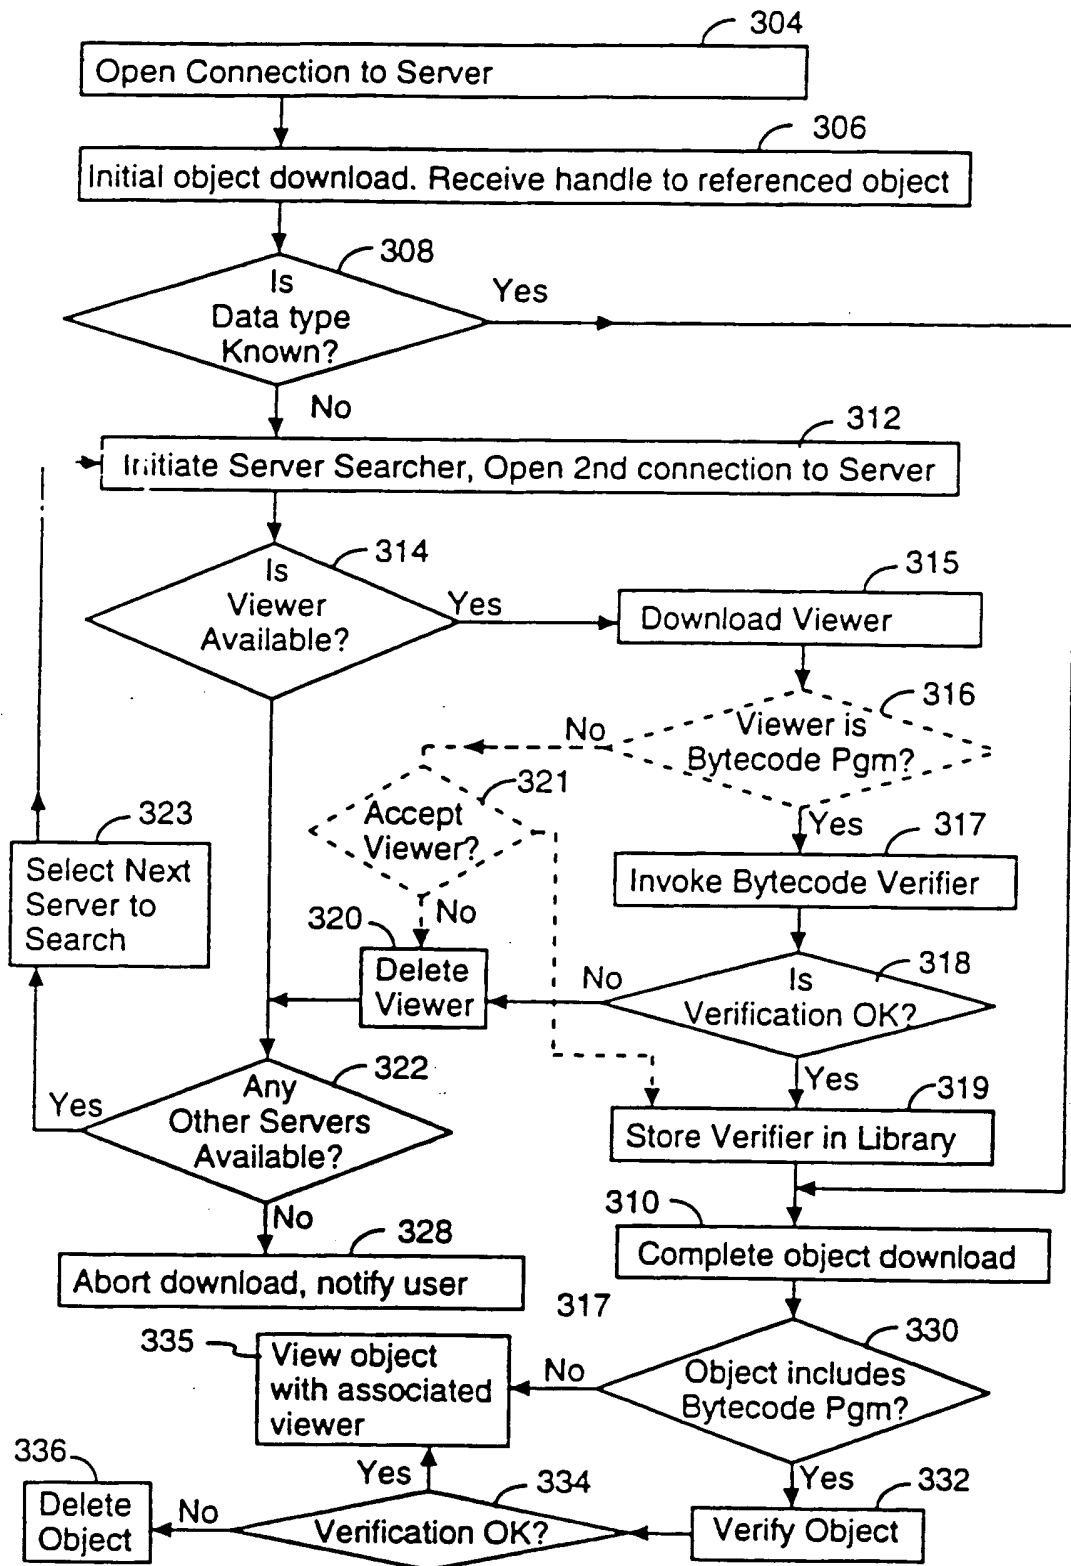 304
Open Connection to Server
306
Initial object download. Receive handle to referenced object
308
Is
Data type
Known?
Yes
No
312
Initiate Server Searcher, Open 2nd connection to Server
314
Is
Viewer
Available?
Yes
315
Download Viewer
316
Viewer is
Bytecode Pgm?
No
Yes
321
Accept
Viewer?
No
323
Select Next
Server to
Search
317
Invoke Bytecode Verifier
320
Delete
Viewer
No
318
Is
Verification OK?
Yes
322
Any
Other Servers
Available?
Yes
No
319
Store Verifier in Library
310
Complete object download
328
Abort download, notify user
317
330
Object includes
Bytecode Pgm?
No
Yes
335
View object
with associated
viewer
336
Delete
Object
No
Yes
334
Verification OK?
332
Verify Object